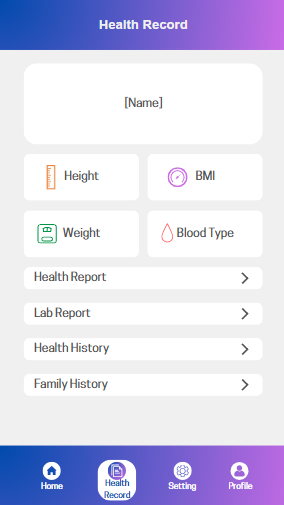 Health Record
[Name]
Height
BMI
Weight
Blood Type
Health Report
Lab Report
Health History
Family History
Home
Health
Record
Setting
Profile